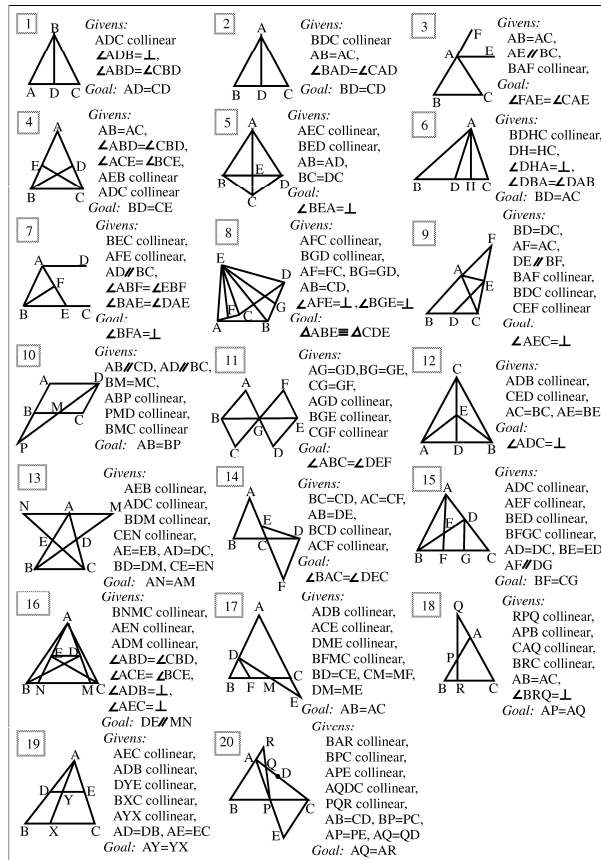 1
Givens:
ADC collinear
∠ADB=⊥,
∠ABD=∠CBD
Goal: AD=CD
B
A D C
2
Givens:
BDC collinear
AB=AC,
∠BAD=∠CAD
Goal: BD=CD
A
B D C
3
Givens:
AB=AC,
AE//BC,
BAF collinear,
Goal:
∠FAE=∠CAE
F
A E
B C
4
Givens:
AB=AC,
∠ABD=∠CBD,
∠ACE=∠BCE,
AEB collinear
ADC collinear
Goal: BD=CE
A
E D
B C
5
Givens:
AEC collinear
BED collinear,
AB=AD,
BC=DC
Goal:
∠BEA=⊥
A
E
B D
C
6
Givens:
BDHC collinear
DH=HC,
∠DHA=⊥,
∠DBA=∠DAB
Goal: BD=AC
A
B D H C
7
Givens:
BEC collinear,
AFE collinear,
AD//BC,
∠ABF=∠EBF
∠BAE=∠DAE
Goal:
∠BFA=⊥
A D
F
B E C
8
Givens:
AFC collinear,
BGD collinear,
AF=FC, BG=GD,
AB=CD,
∠AFE=⊥, ∠BGE=⊥
Goal:
ΔABE≡ΔCDE
E
D
G
F C
A B
9
Givens:
BD=DC,
AF=AC,
DE//BF,
BAF collinear,
BDC collinear,
CEF collinear
Goal:
∠AEC=⊥
F
A
E
B D C
10
Givens:
AB//CD, AD//BC,
BM=MC,
ABP collinear,
PMD collinear,
BMC collinear
Goal: AB=BP
A D
B M C
P
11
Givens:
AG=GD,BG=GE,
CG=GF,
AGD collinear,
BGE collinear,
CGF collinear
Goal:
∠ABC=∠DEF
A F
B E
G
C D
12
Givens:
ADB collinear,
CED collinear,
AC=BC, AE=BE
Goal:
∠ADC=⊥
C
E
A D B
13
Givens:
AEB collinear,
ADC collinear,
BDM collinear,
CEN collinear,
AE=EB, AD=DC,
BD=DM, CE=EN
Goal: AN=AM
N A M
E D
B C
14
Givens:
BC=CD, AC=CF,
AB=DE,
BCD collinear,
ACF collinear,
Goal:
∠BAC=∠DEC
A
E
B C D
F
15
Givens:
ADC collinear,
AEF collinear,
BED collinear,
BFGC collinear,
AD=DC, BE=ED,
AF//DG
Goal: BF=CG
A
E D
B F G C
16
Givens:
BNMC collinear,
AEN collinear,
ADM collinear,
∠ABD=∠CBD,
∠ACE=∠BCE,
∠ADB=⊥,
∠AEC=⊥
Goal: DE//MN
A
E D
B N M C
17
Givens:
ADB collinear,
ACE collinear,
DME collinear,
BFMC collinear,
BD=CE, CM=MF,
DM=ME
Goal: AB=AC
A
D
B F M C
E
18
Givens:
RPQ collinear,
APB collinear,
CAQ collinear,
BRC collinear,
AB=AC,
∠BRQ=⊥
Goal: AP=AQ
Q
A
P
B R C
19
Givens:
AEC collinear,
ADB collinear,
DYE collinear,
BXC collinear,
AYX collinear,
AD=DB, AE=EC
Goal: AY=YX
A
D E
Y
B X C
20
Givens:
BAR collinear,
BPC collinear,
APE collinear,
AQDC collinear,
PQR collinear,
AB=CD, BP=PC,
AP=PE, AQ=QD
Goal: AQ=AR
R
A Q
D
B P C
E